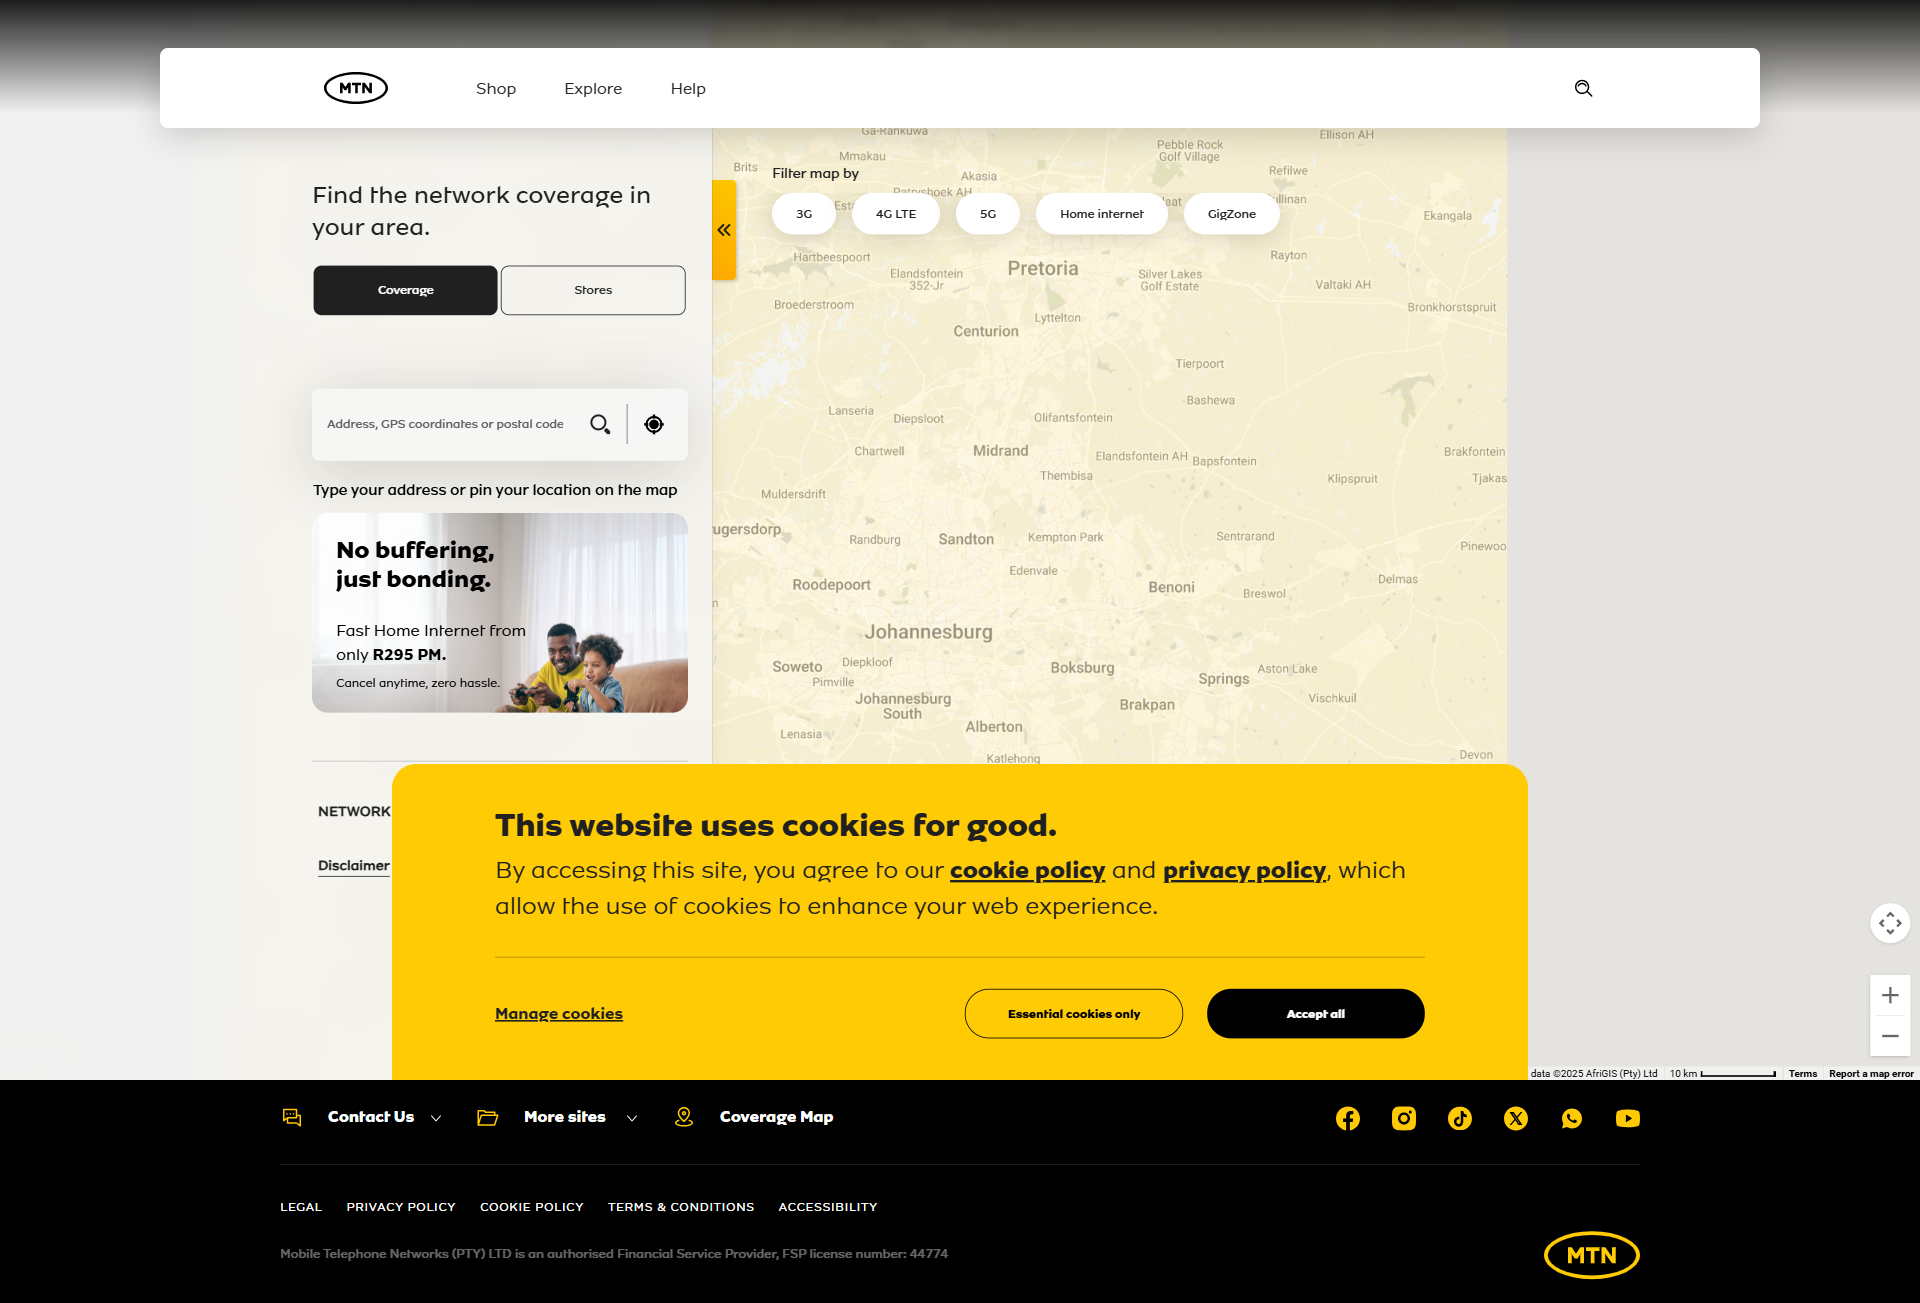 MTN
Shop
Explore
Help
Find the network coverage in
your area.
Coverage
Stores
Address, GPS coordinates or postal code
Type your address or pin your location on the map
No buffering,
just bonding.
Fast Home Internet from
only R295 PM.
Cancel anytime, zero hassle.
NETWORK
Disclaimer
Filter map by
3G
4G LTE
5G
Home internet
GigZone
Ga-Rankuwa
Ellison AH
Pebble Rock
Golf Village
Brits
Mmakau
Akasia
Refilwe
Ekangala
Hartbeespoort
Elandsfontein
352-Jr
Pretoria
Silver Lakes
Golf Estate
Rayton
Valtaki AH
Broederstroom
Lyttelton
Bronkhorstspruit
Centurion
Tierpoort
Bashewa
Lanseria
Diepsloot
Olifantsfontein
Chartwell
Midrand
Elandsfontein AH
Bapsfontein
Brakfontein
Thembisa
Klipspruit
Tjakas
Muldersdrift
rugersdorp
Randburg
Sandton
Kempton Park
Sentrarand
Pinewoo
Edenvale
Roodepoort
Benoni
Breswol
Delmas
Johannesburg
Soweto
Diepkloof
Pimville
Boksburg
Springs
Aston Lake
Johannesburg
South
Brakpan
Vischkuil
Alberton
Lenasia
Katlehong
Devon
This website uses cookies for good.
By accessing this site, you agree to our cookie policy and privacy policy, which
allow the use of cookies to enhance your web experience.
Manage cookies
Essential cookies only
Accept all
data ©2025 AfriGIS (Pty) Ltd
10 km
Terms
Report a map error
Contact Us
More sites
Coverage Map
LEGAL
PRIVACY POLICY
COOKIE POLICY
TERMS & CONDITIONS
ACCESSIBILITY
Mobile Telephone Networks (PTY) LTD is an authorised Financial Service Provider, FSP license number: 44774
MTN